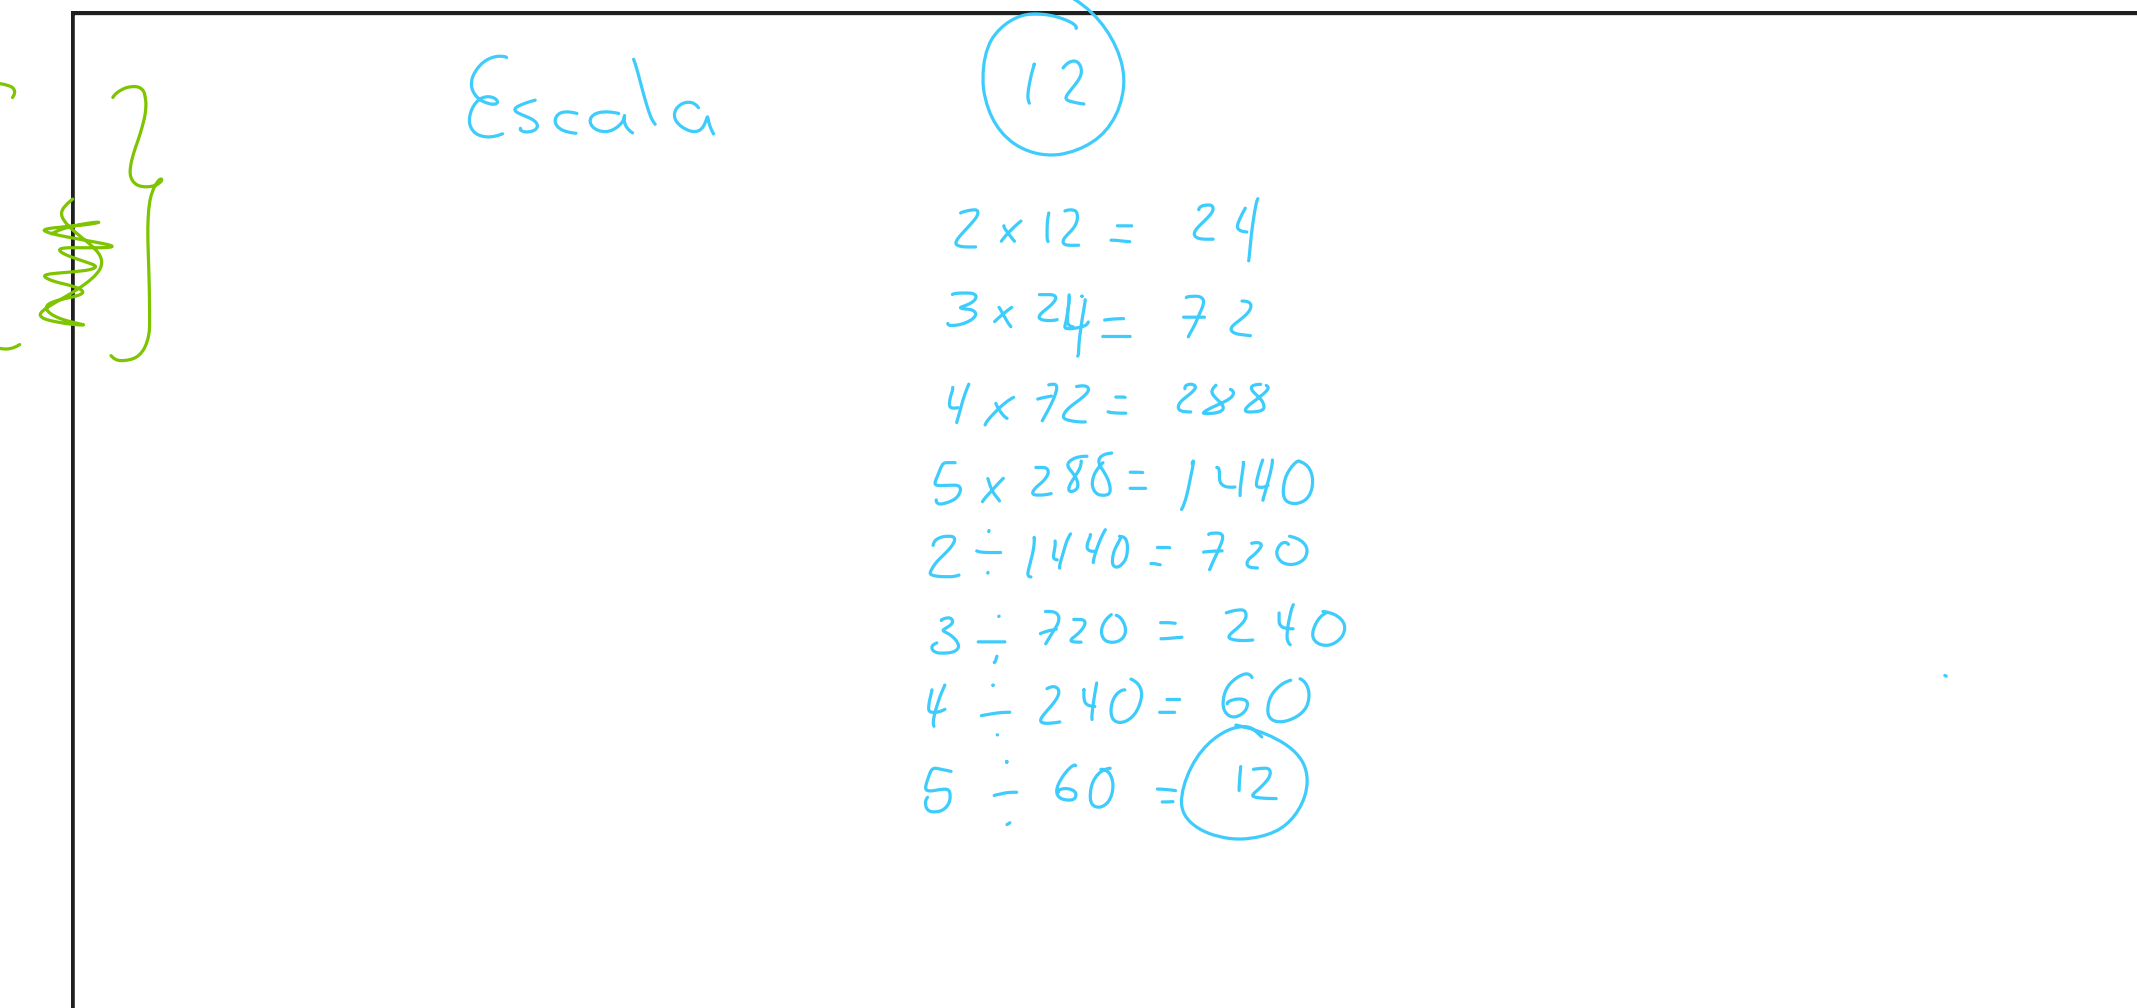 Escala 12
2 x 12 = 24
3 x 24 = 72
4 x 72 = 288
5 x 288 = 1440
2 ÷ 1440 = 720
3 ÷ 720 = 240
4 ÷ 240 = 60
5 ÷ 60 = 12